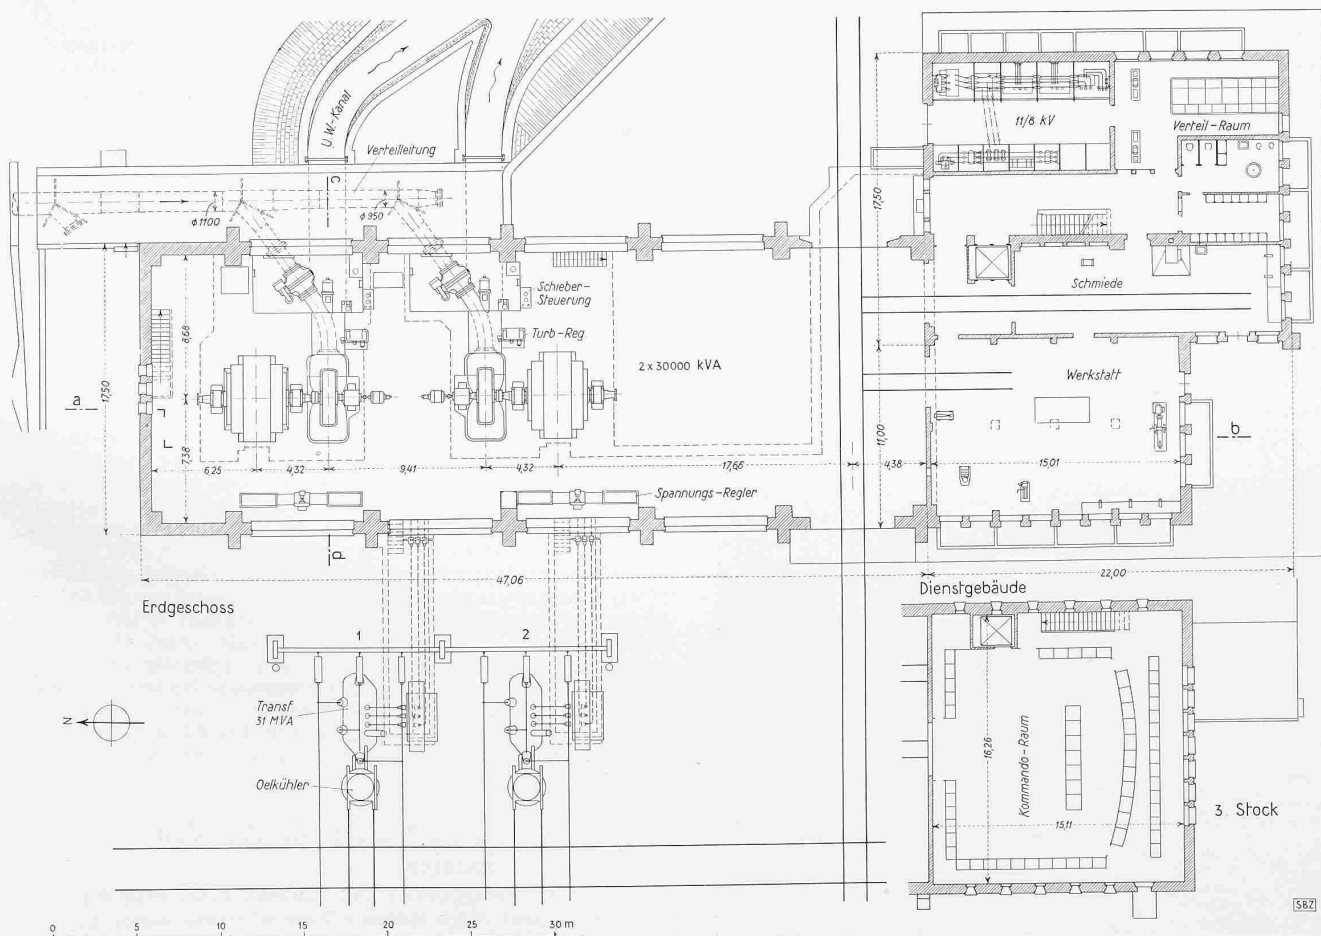 U.W.-Kanal
Verteilleitung
c
ø 1100
ø 950
11/8 kV
Verteil-Raum
17,50
Schieber-
Steuerung
Schmiede
Turb-Reg
8,68
17,50
2 x 30000 kVA
Werkstatt
a
b
7,38
11,00
6,25
4,32
9,41
4,32
17,66
4,38
15,01
Spannungs-Regler
d
47,06
22,00
Erdgeschoss
Dienstgebäude
1
2
N
Transf.
31 MVA
Oelkühler
16,26
Kommando-Raum
15,11
3. Stock
SBZ
0 5 10 15 20 25 30 m